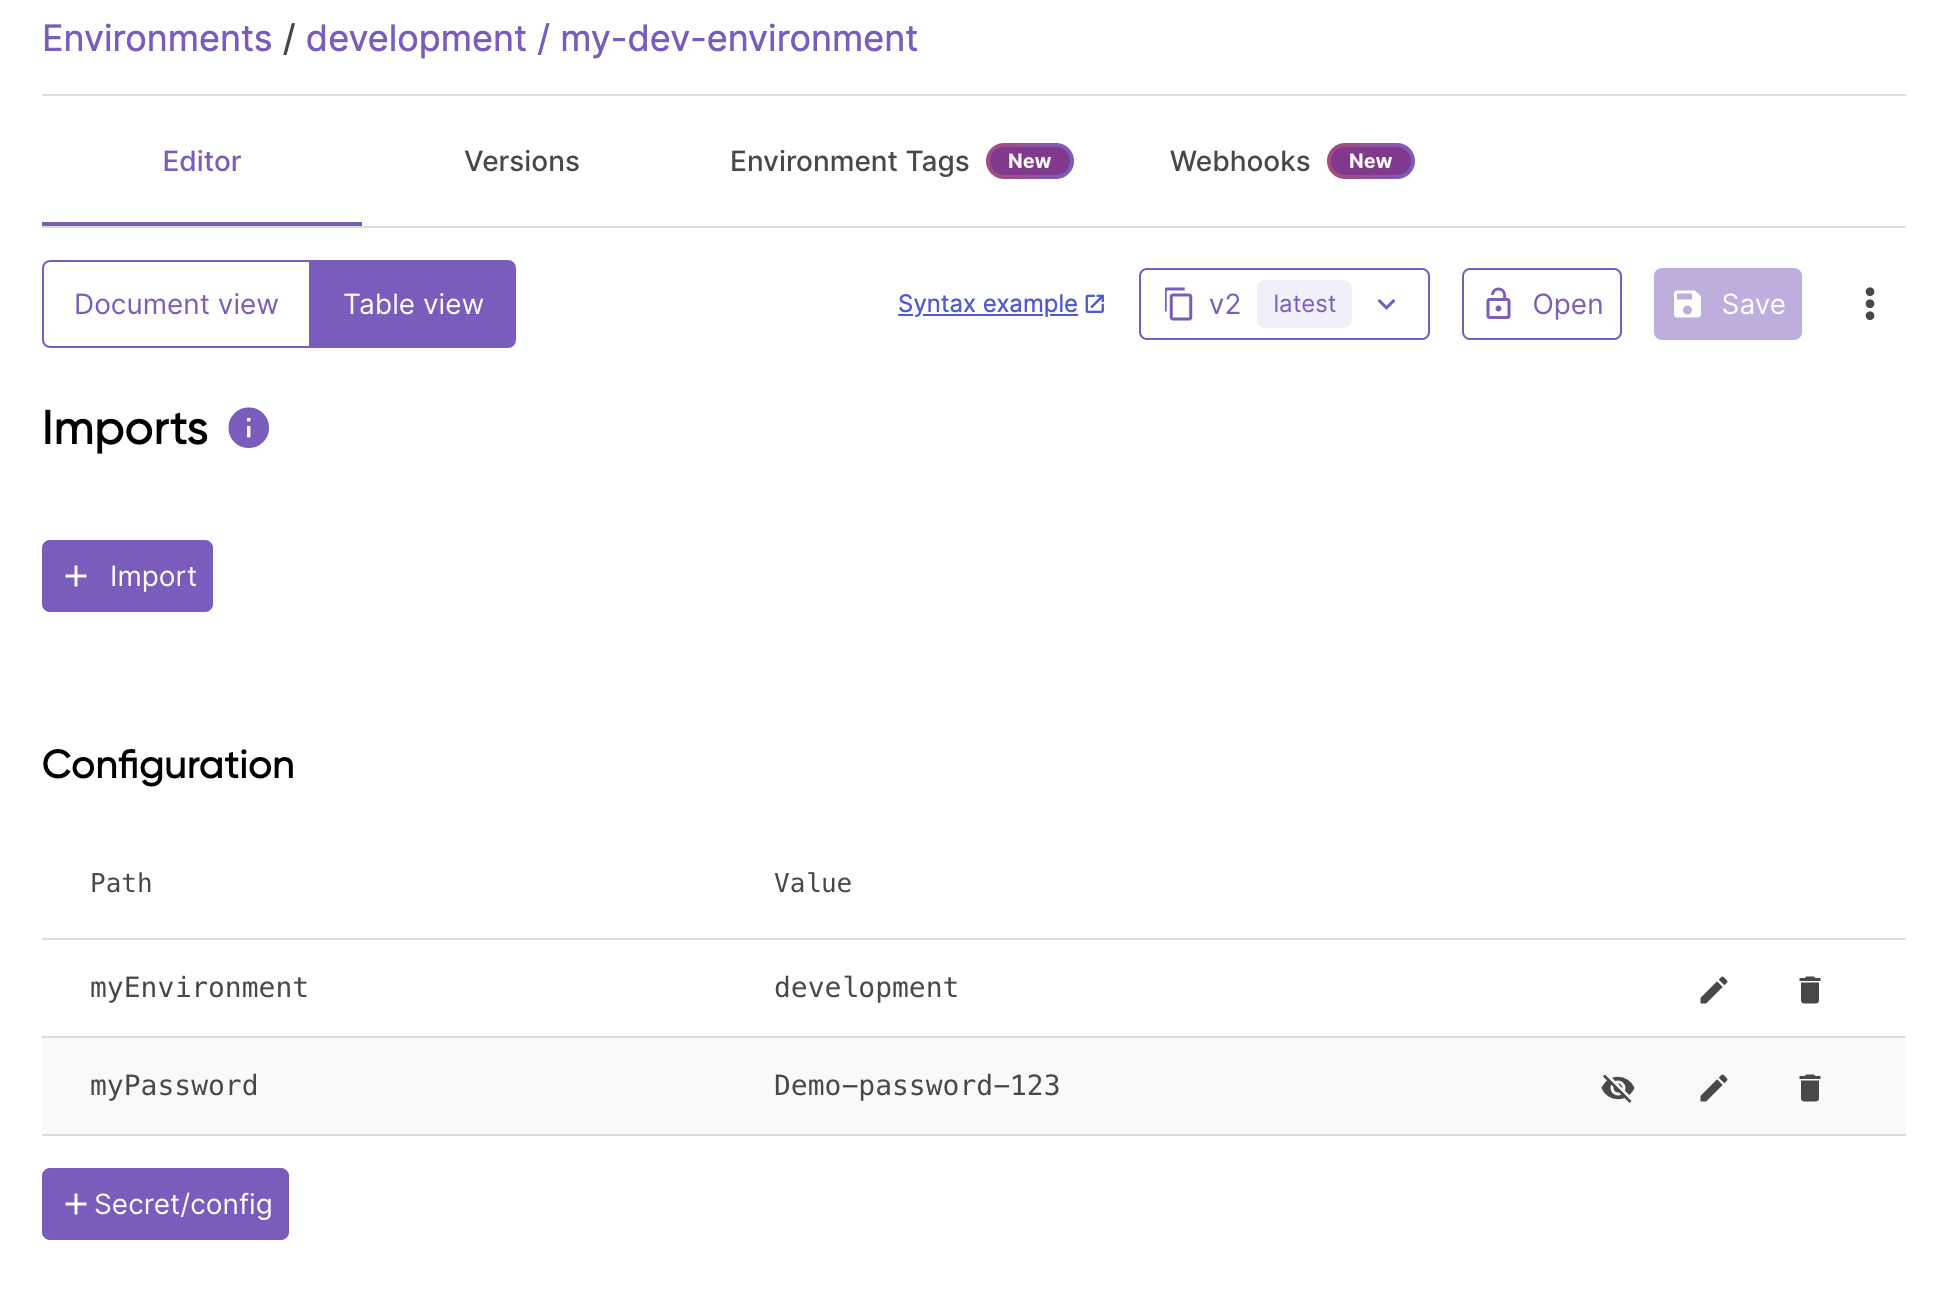 Environments / development / my-dev-environment
Editor Versions Environment Tags New Webhooks New
Document view Table view Syntax example v2 latest Open Save
Imports
+ Import
Configuration
Path Value
myEnvironment development
myPassword Demo-password-123
+ Secret/config